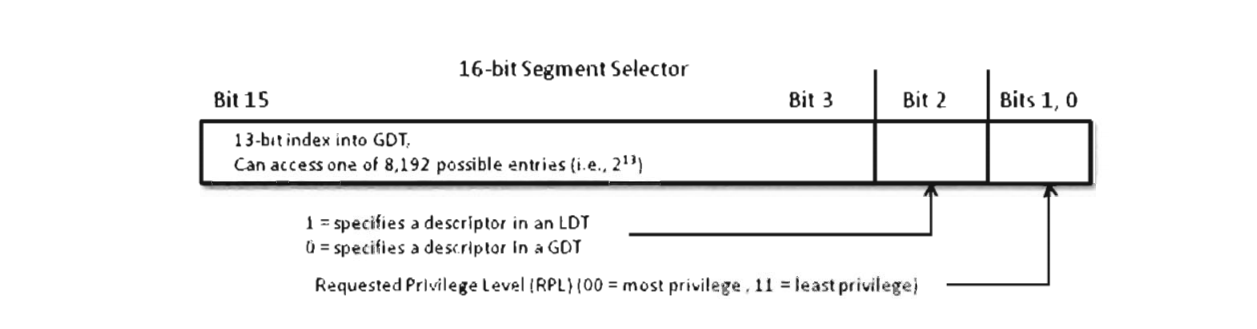 16-bit Segment Selector
Bit 15 Bit 3 Bit 2 Bits 1, 0
13-bit index into GDT,
Can access one of 8,192 possible entries (i.e., 2¹³)
1 = specifies a descriptor in an LDT
0 = specifies a descriptor in a GDT
Requested Privilege Level (RPL) (00 = most privilege , 11 = least privilege)